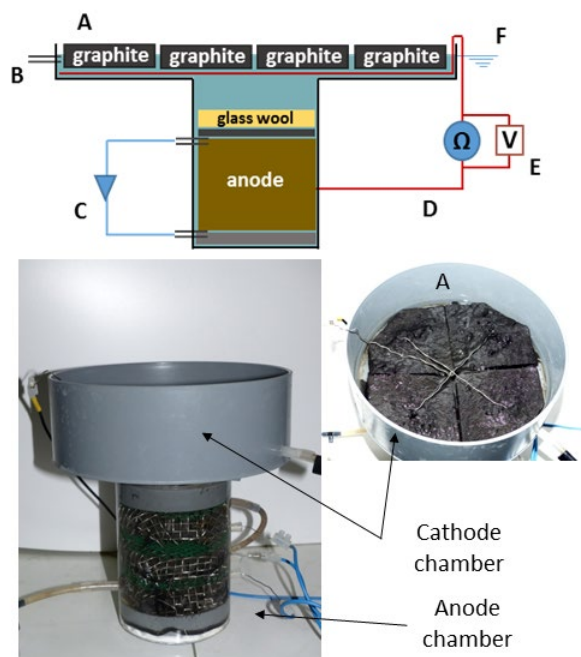 A
F
graphite graphite graphite graphite
B
glass wool
Ω V
anode
E
C
D
A
Cathode
chamber
Anode
chamber